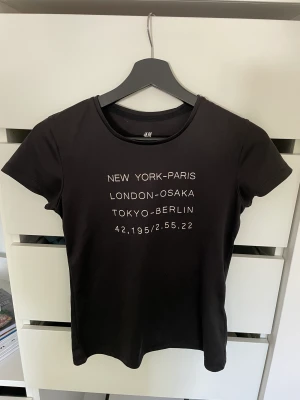 H&M
NEW YORK-PARIS
LONDON-OSAKA
TOKYO-BERLIN
42,195/2,55,22